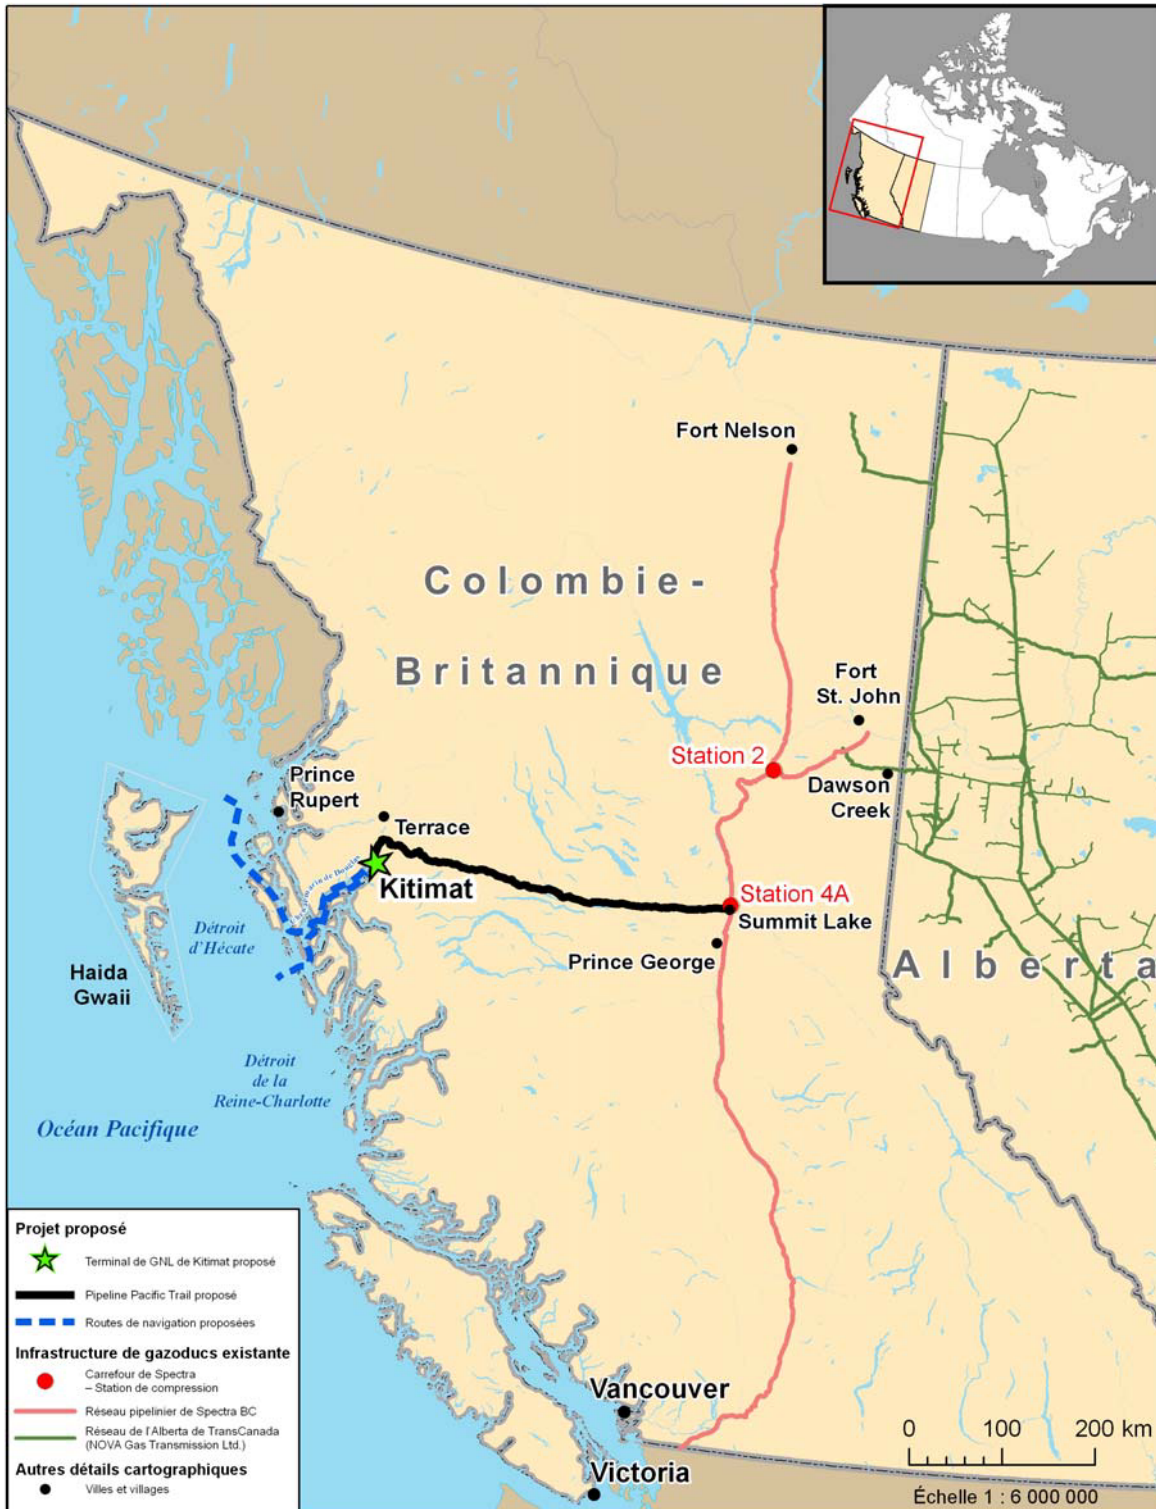 Fort Nelson
Colombie-
Britannique
Fort
St. John
Station 2
Dawson
Creek
Prince
Rupert
Terrace
Kitimat
Station 4A
Summit Lake
Prince George
Alberta
Détroit
d'Hécate
Haida
Gwaii
Détroit
de la
Reine-Charlotte
Océan Pacifique
Vancouver
Victoria
Projet proposé
Terminal de GNL de Kitimat proposé
Pipeline Pacific Trail proposé
Routes de navigation proposées
Infrastructure de gazoducs existante
Carrefour de Spectra
– Station de compression
Réseau pipelinier de Spectra BC
Réseau de l'Alberta de TransCanada
(NOVA Gas Transmission Ltd.)
Autres détails cartographiques
Villes et villages
0 100 200 km
Échelle 1 : 6 000 000